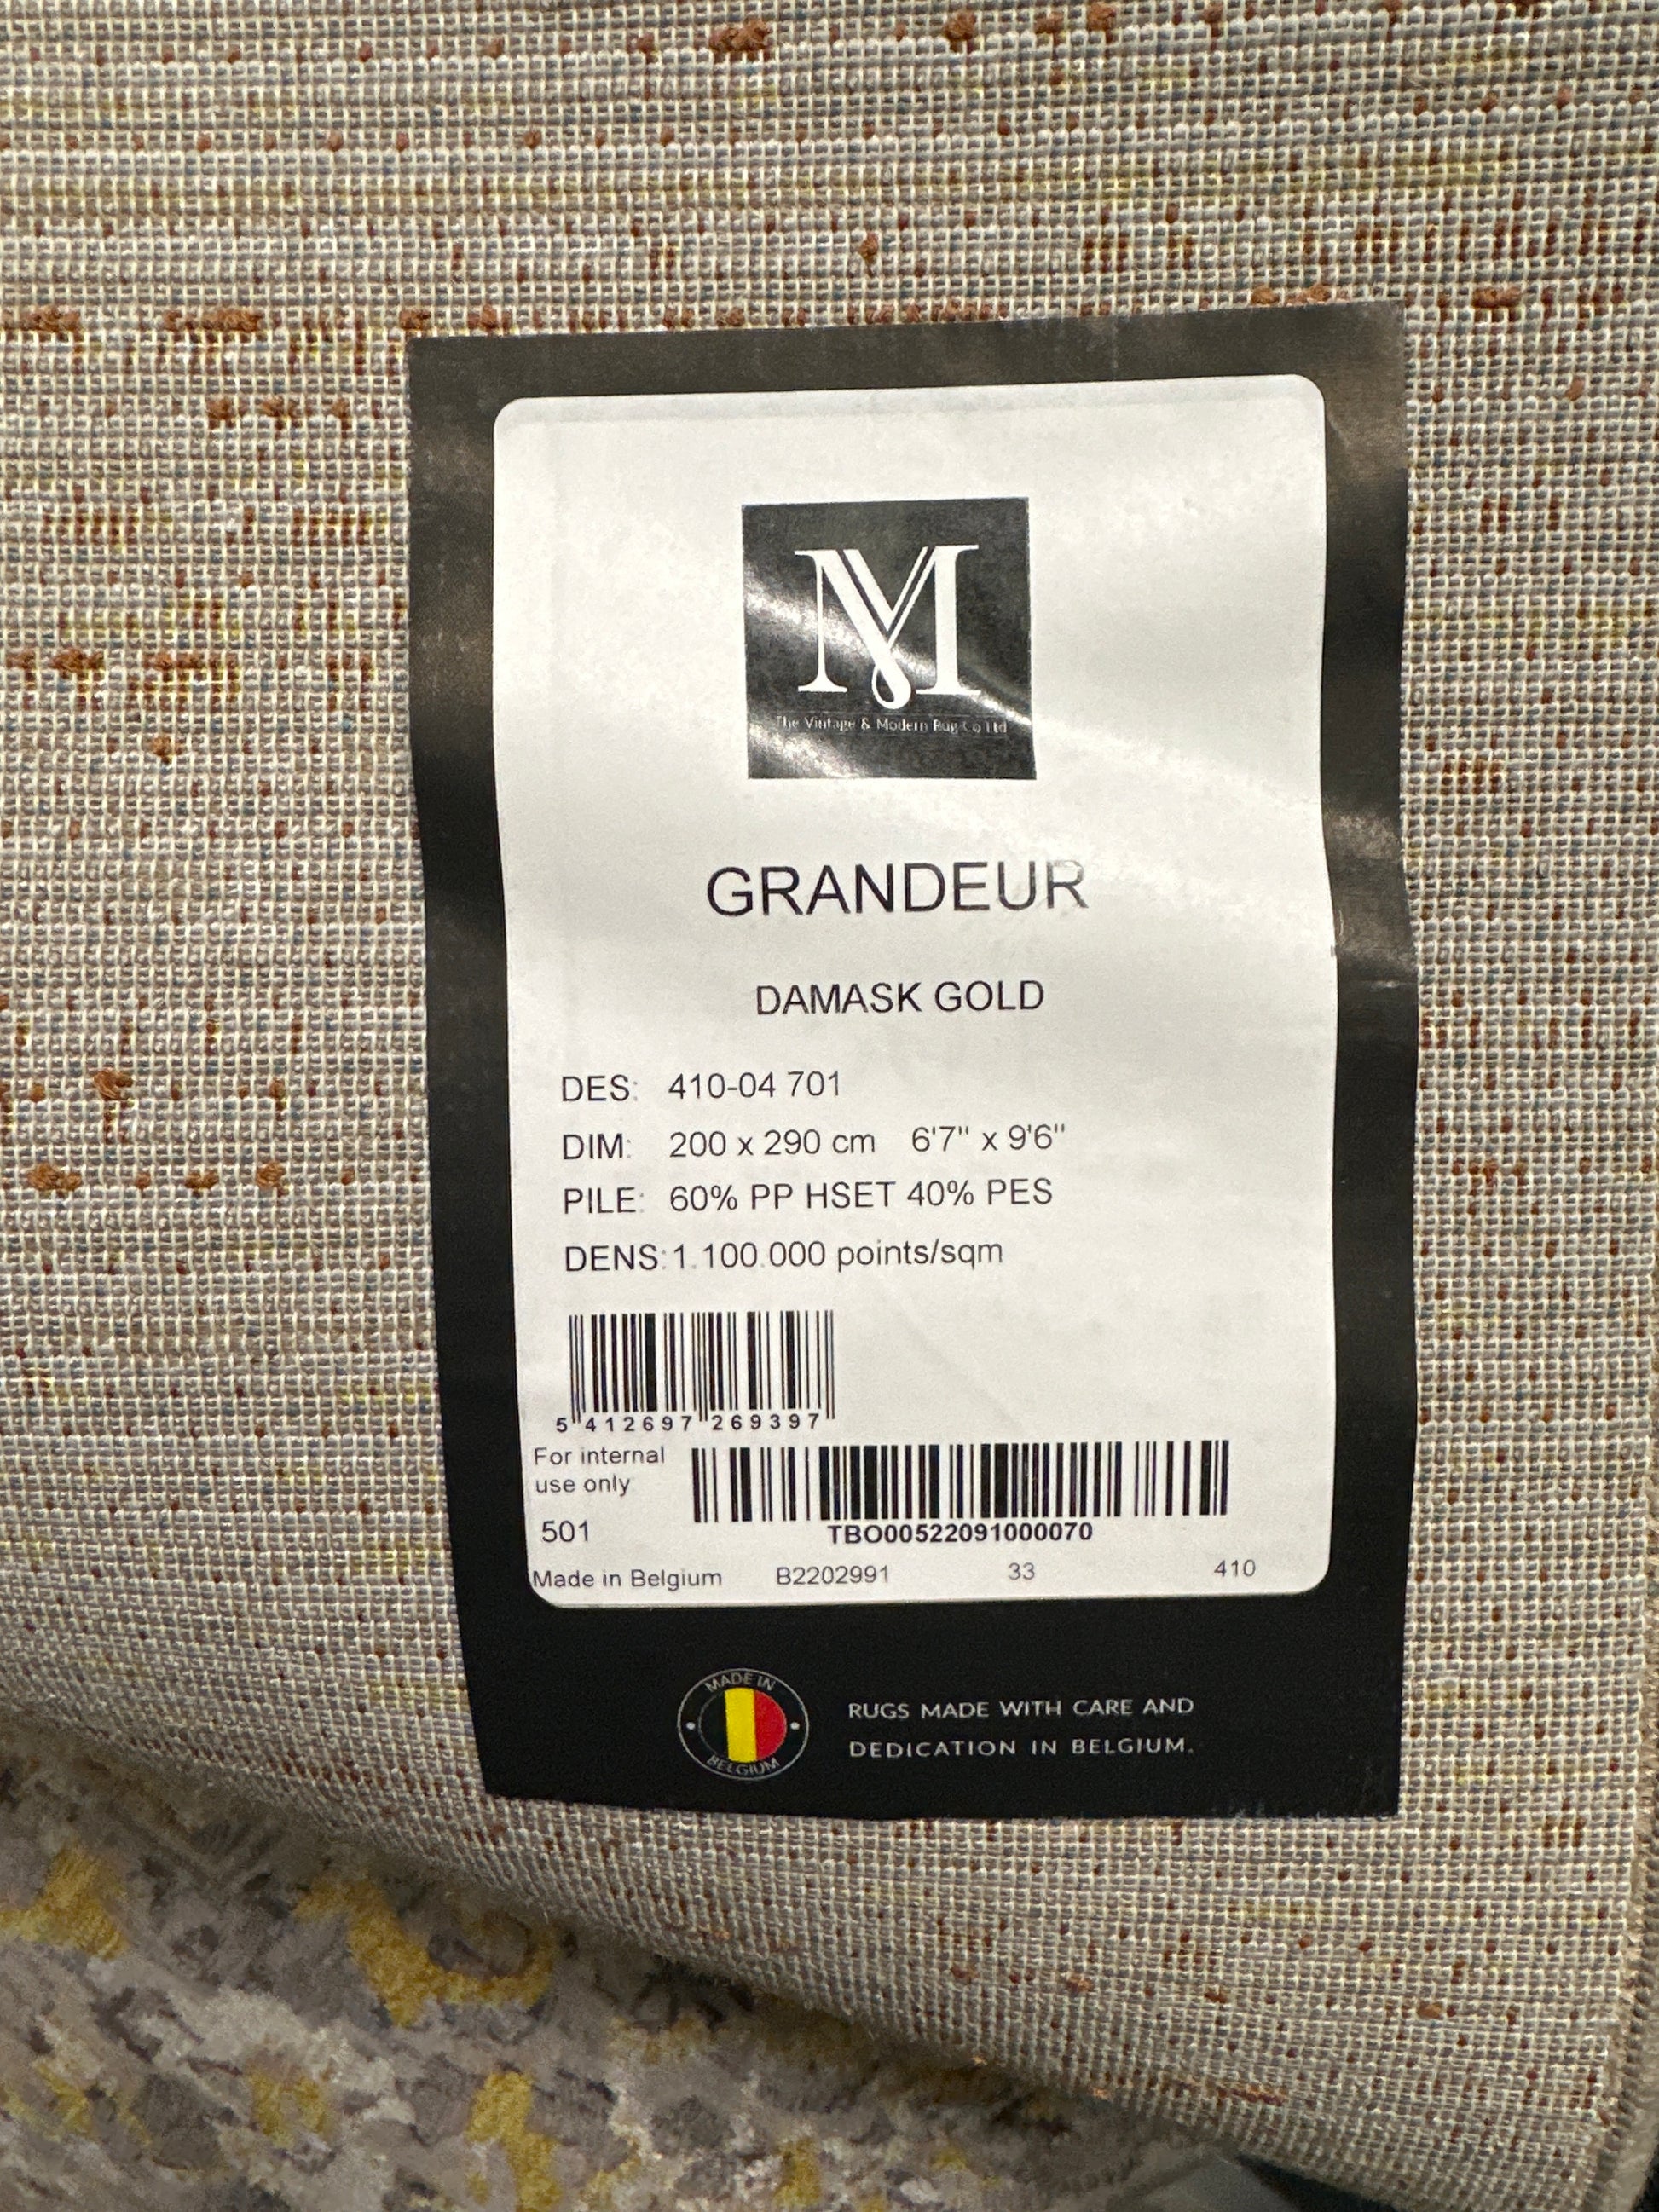 VM
The Vintage & Modern Rug Co Ltd
GRANDEUR
DAMASK GOLD
DES: 410-04 701
DIM: 200 x 290 cm 6'7" x 9'6"
PILE: 60% PP HSET 40% PES
DENS: 1.100.000 points/sqm
5 412697 269397
For internal
use only
501
TBO00522091000070
Made in Belgium B2202991 33 410
MADE IN
BELGIUM
RUGS MADE WITH CARE AND
DEDICATION IN BELGIUM.